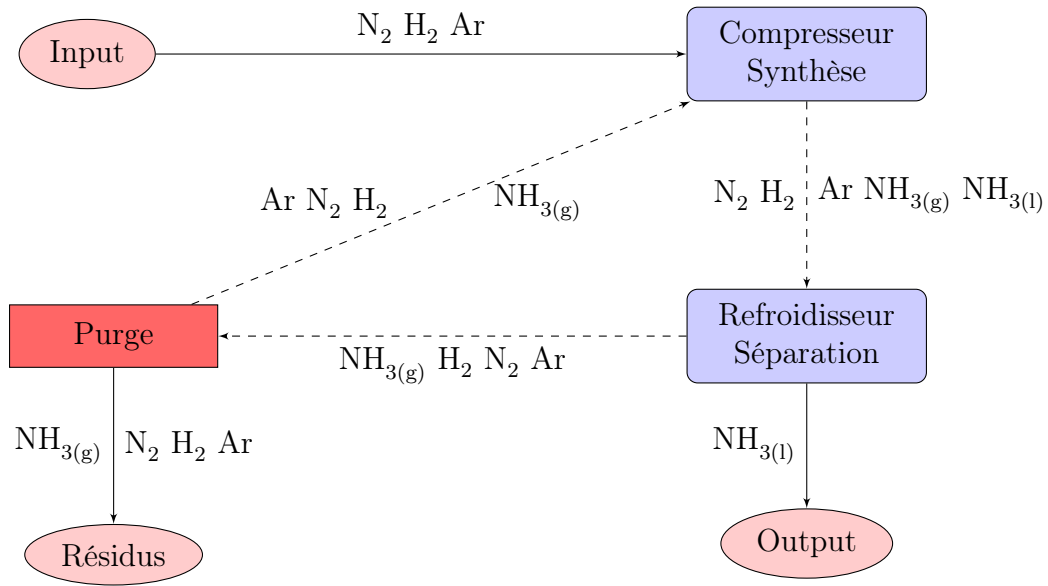 Input
N₂ H₂ Ar
Compresseur
Synthèse
Ar N₂ H₂
NH₃₍g₎
N₂ H₂
Ar NH₃₍g₎ NH₃₍l₎
Purge
NH₃₍g₎ H₂ N₂ Ar
Refroidisseur
Séparation
NH₃₍g₎
N₂ H₂ Ar
NH₃₍l₎
Résidus
Output